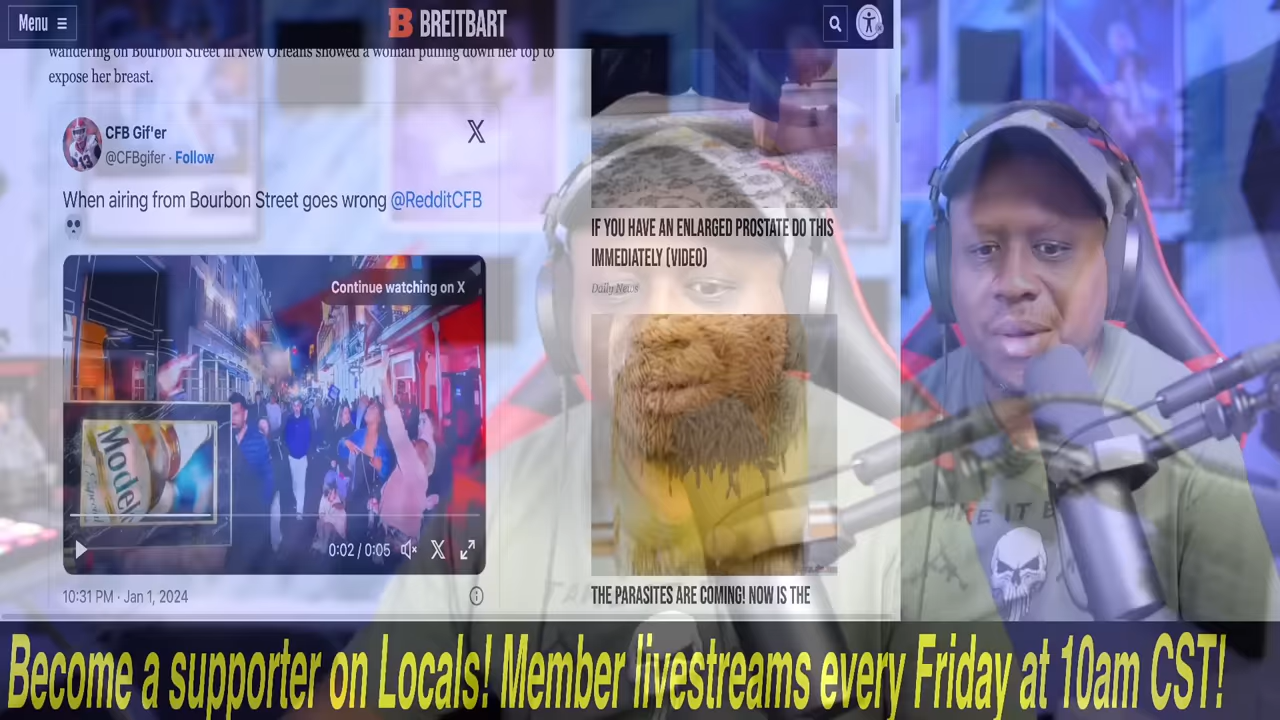 Menu
BREITBART
wandering on Bourbon Street in New Orleans showed a woman pulling down her top to
expose her breast.
CFB Gif'er
@CFBgifer · Follow
When airing from Bourbon Street goes wrong @RedditCFB
Continue watching on X
Model
0:02 / 0:05
10:31 PM · Jan 1, 2024
IF YOU HAVE AN ENLARGED PROSTATE DO THIS
IMMEDIATELY (VIDEO)
Daily News
THE PARASITES ARE COMING! NOW IS THE
Become a supporter on Locals! Member livestreams every Friday at 10am CST!